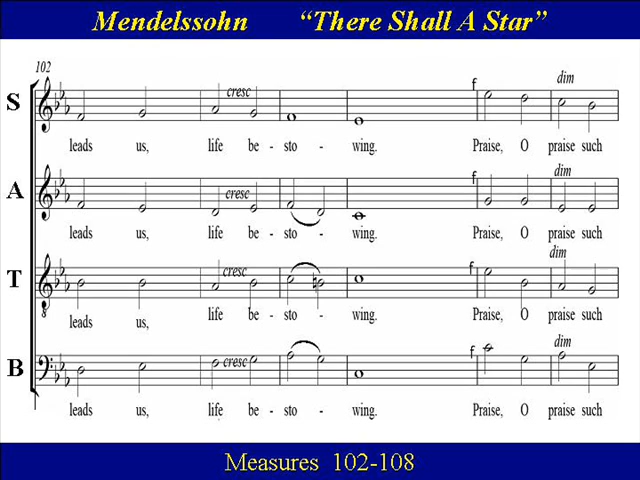 Mendelssohn “There Shall A Star”
102
cresc f dim
S
leads us, life be - sto - wing. Praise, O praise such
cresc f dim
A
leads us, life be - sto - wing. Praise, O praise such
cresc f dim
T
8
leads us, life be - sto - wing. Praise, O praise such
cresc f dim
B
leads us, life be - sto - wing. Praise, O praise such
Measures 102-108